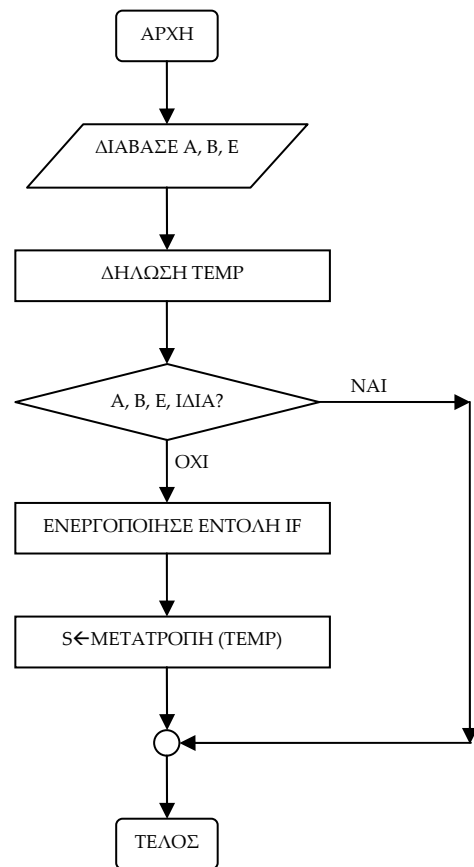 ΑΡΧΗ
ΔΙΑΒΑΣΕ Α, Β, Ε
ΔΗΛΩΣΗ TEMP
Α, Β, Ε, ΙΔΙΑ?
ΝΑΙ
ΟΧΙ
ΕΝΕΡΓΟΠΟΙΗΣΕ ΕΝΤΟΛΗ IF
S←ΜΕΤΑΤΡΟΠΗ (TEMP)
ΤΕΛΟΣ